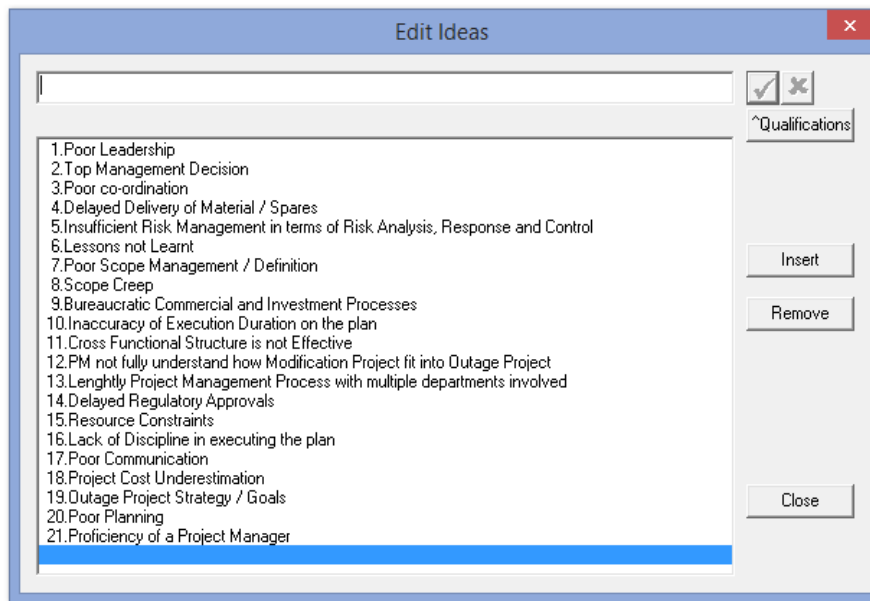 Edit Ideas
^Qualifications
1.Poor Leadership
2.Top Management Decision
3.Poor co-ordination
4.Delayed Delivery of Material / Spares
5.Insufficient Risk Management in terms of Risk Analysis, Response and Control
6.Lessons not Learnt
7.Poor Scope Management / Definition
8.Scope Creep
9.Bureaucratic Commercial and Investment Processes
10.Inaccuracy of Execution Duration on the plan
11.Cross Functional Structure is not Effective
12.PM not fully understand how Modification Project fit into Outage Project
13.Lenghtly Project Management Process with multiple departments involved
14.Delayed Regulatory Approvals
15.Resource Constraints
16.Lack of Discipline in executing the plan
17.Poor Communication
18.Project Cost Underestimation
19.Outage Project Strategy / Goals
20.Poor Planning
21.Proficiency of a Project Manager
Insert
Remove
Close